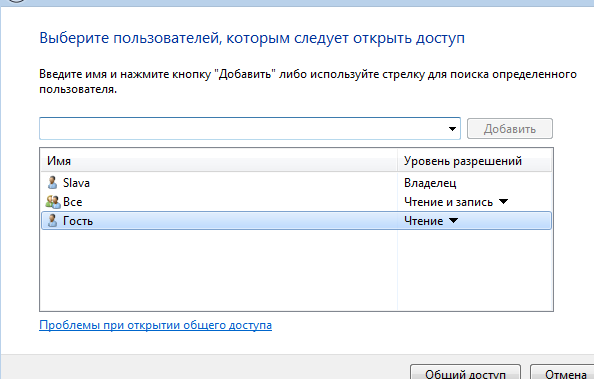 Выберите пользователей, которым следует открыть доступ
Введите имя и нажмите кнопку "Добавить" либо используйте стрелку для поиска определенного
пользователя.
Добавить
Имя Уровень разрешений
Slava Владелец
Все Чтение и запись
Гость Чтение
Проблемы при открытии общего доступа
Общий доступ Отмена